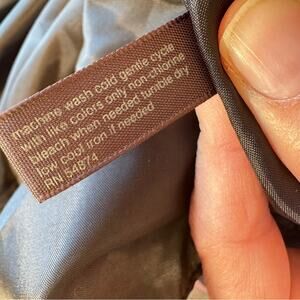 machine wash cold gentle cycle
with like colors only non-chlorine
bleach when needed tumble dry
low cool iron f needed
RN 54874